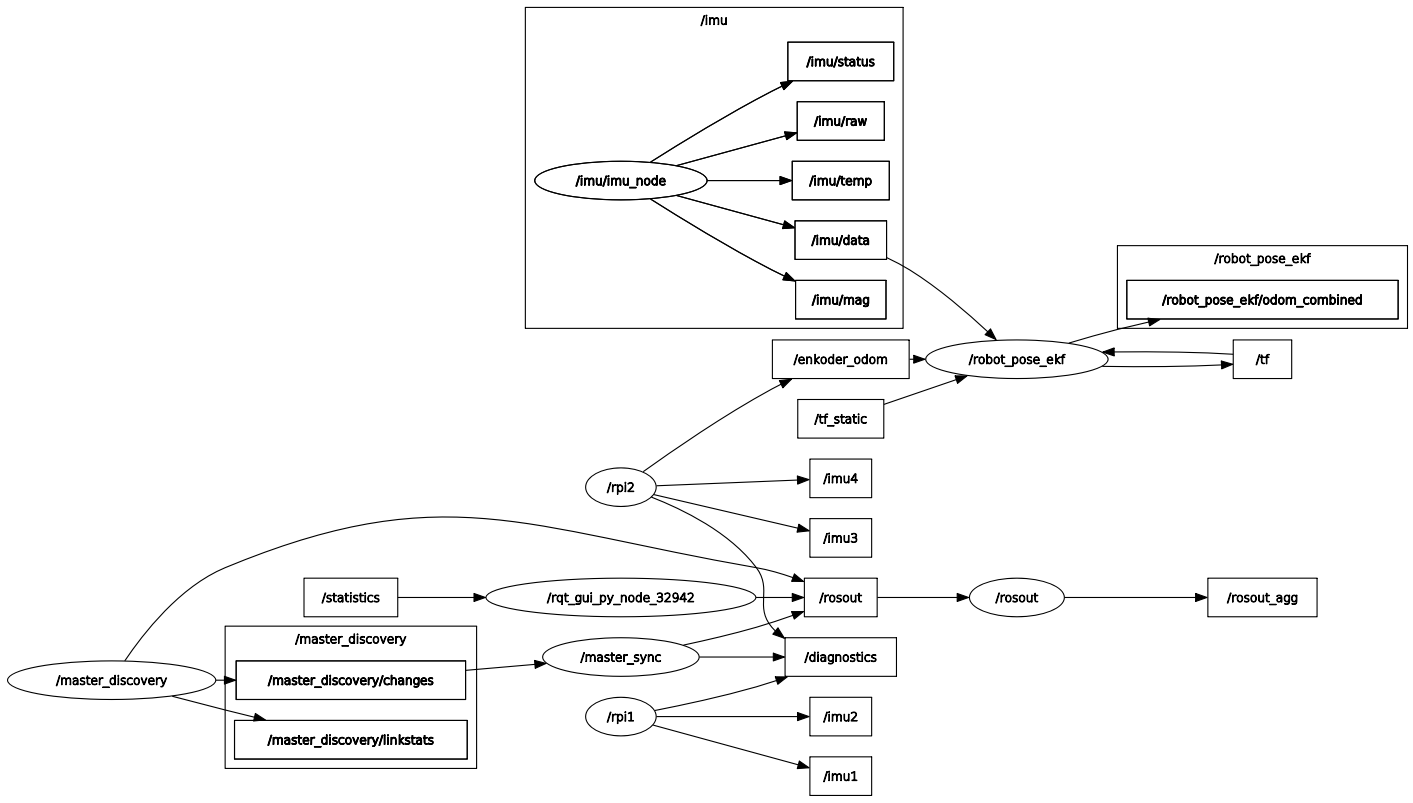 /imu
/imu/status
/imu/raw
/imu/imu_node
/imu/temp
/imu/data
/imu/mag
/robot_pose_ekf
/robot_pose_ekf/odom_combined
/enkoder_odom
/robot_pose_ekf
/tf
/tf_static
/rpi2
/imu4
/imu3
/statistics
/rqt_gui_py_node_32942
/rosout
/rosout
/rosout_agg
/master_discovery
/master_sync
/diagnostics
/master_discovery
/master_discovery/changes
/rpi1
/imu2
/master_discovery/linkstats
/imu1